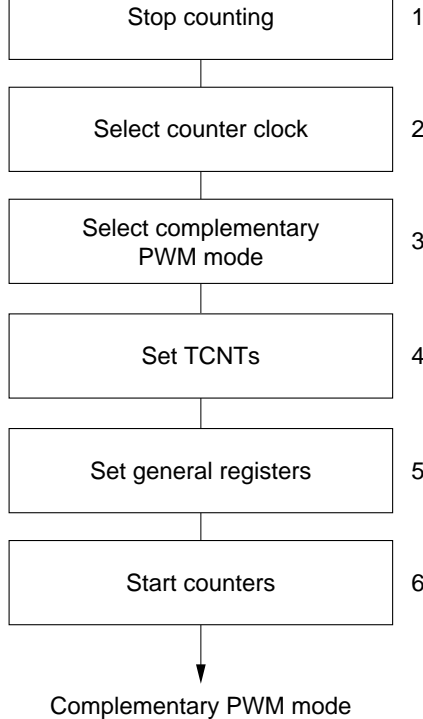 Stop counting 1
Select counter clock 2
Select complementary
PWM mode
3
Set TCNTs 4
Set general registers 5
Start counters 6
Complementary PWM mode